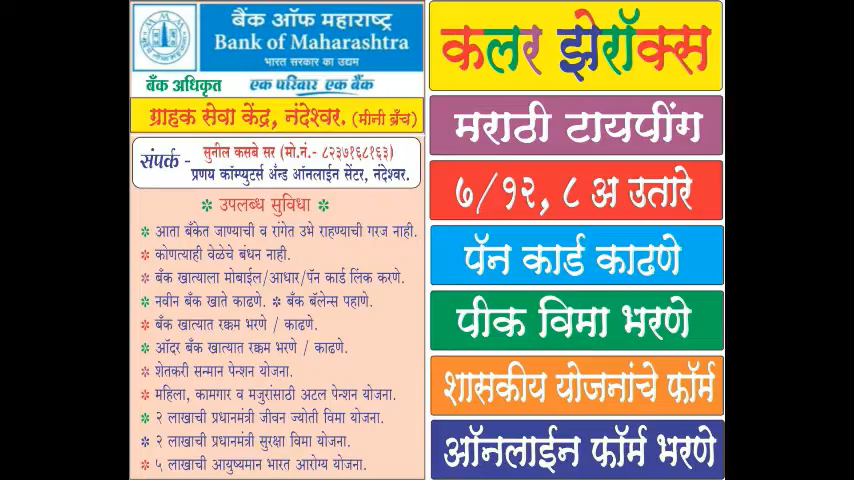 बैंक ऑफ महाराष्ट्र
Bank of Maharashtra
भारत सरकार का उद्यम
बँक अधिकृत
एक परिवार एक बैंक
ग्राहक सेवा केंद्र, नंदेश्वर. (मीनी ब्रँच)
संपर्क -
सुनील कसबे सर (मो.नं.- ८२३७१६८१६३)
प्रणय कॉम्प्युटर्स अँन्ड ऑनलाईन सेंटर, नंदेश्वर.
उपलब्ध सुविधा
आता बँकेत जाण्याची व रांगेत उभे राहण्याची गरज नाही.
कोणत्याही वेळेचे बंधन नाही.
बँक खात्याला मोबाईल/आधार/पॅन कार्ड लिंक करणे.
नवीन बँक खाते काढणे. * बँक बॅलेन्स पहाणे.
बँक खात्यात रक्कम भरणे / काढणे.
ऑदर बँक खात्यात रक्कम भरणे / काढणे.
शेतकरी सन्मान पेन्शन योजना.
महिला, कामगार व मजुरांसाठी अटल पेन्शन योजना.
२ लाखाची प्रधानमंत्री जीवन ज्योती विमा योजना.
२ लाखाची प्रधानमंत्री सुरक्षा विमा योजना.
५ लाखाची आयुष्यमान भारत आरोग्य योजना.
कलर झेरॉक्स
मराठी टायपींग
७/१२, ८ अ उतारे
पॅन कार्ड काढणे
पीक विमा भरणे
शासकीय योजनांचे फॉर्म
ऑनलाईन फॉर्म भरणे